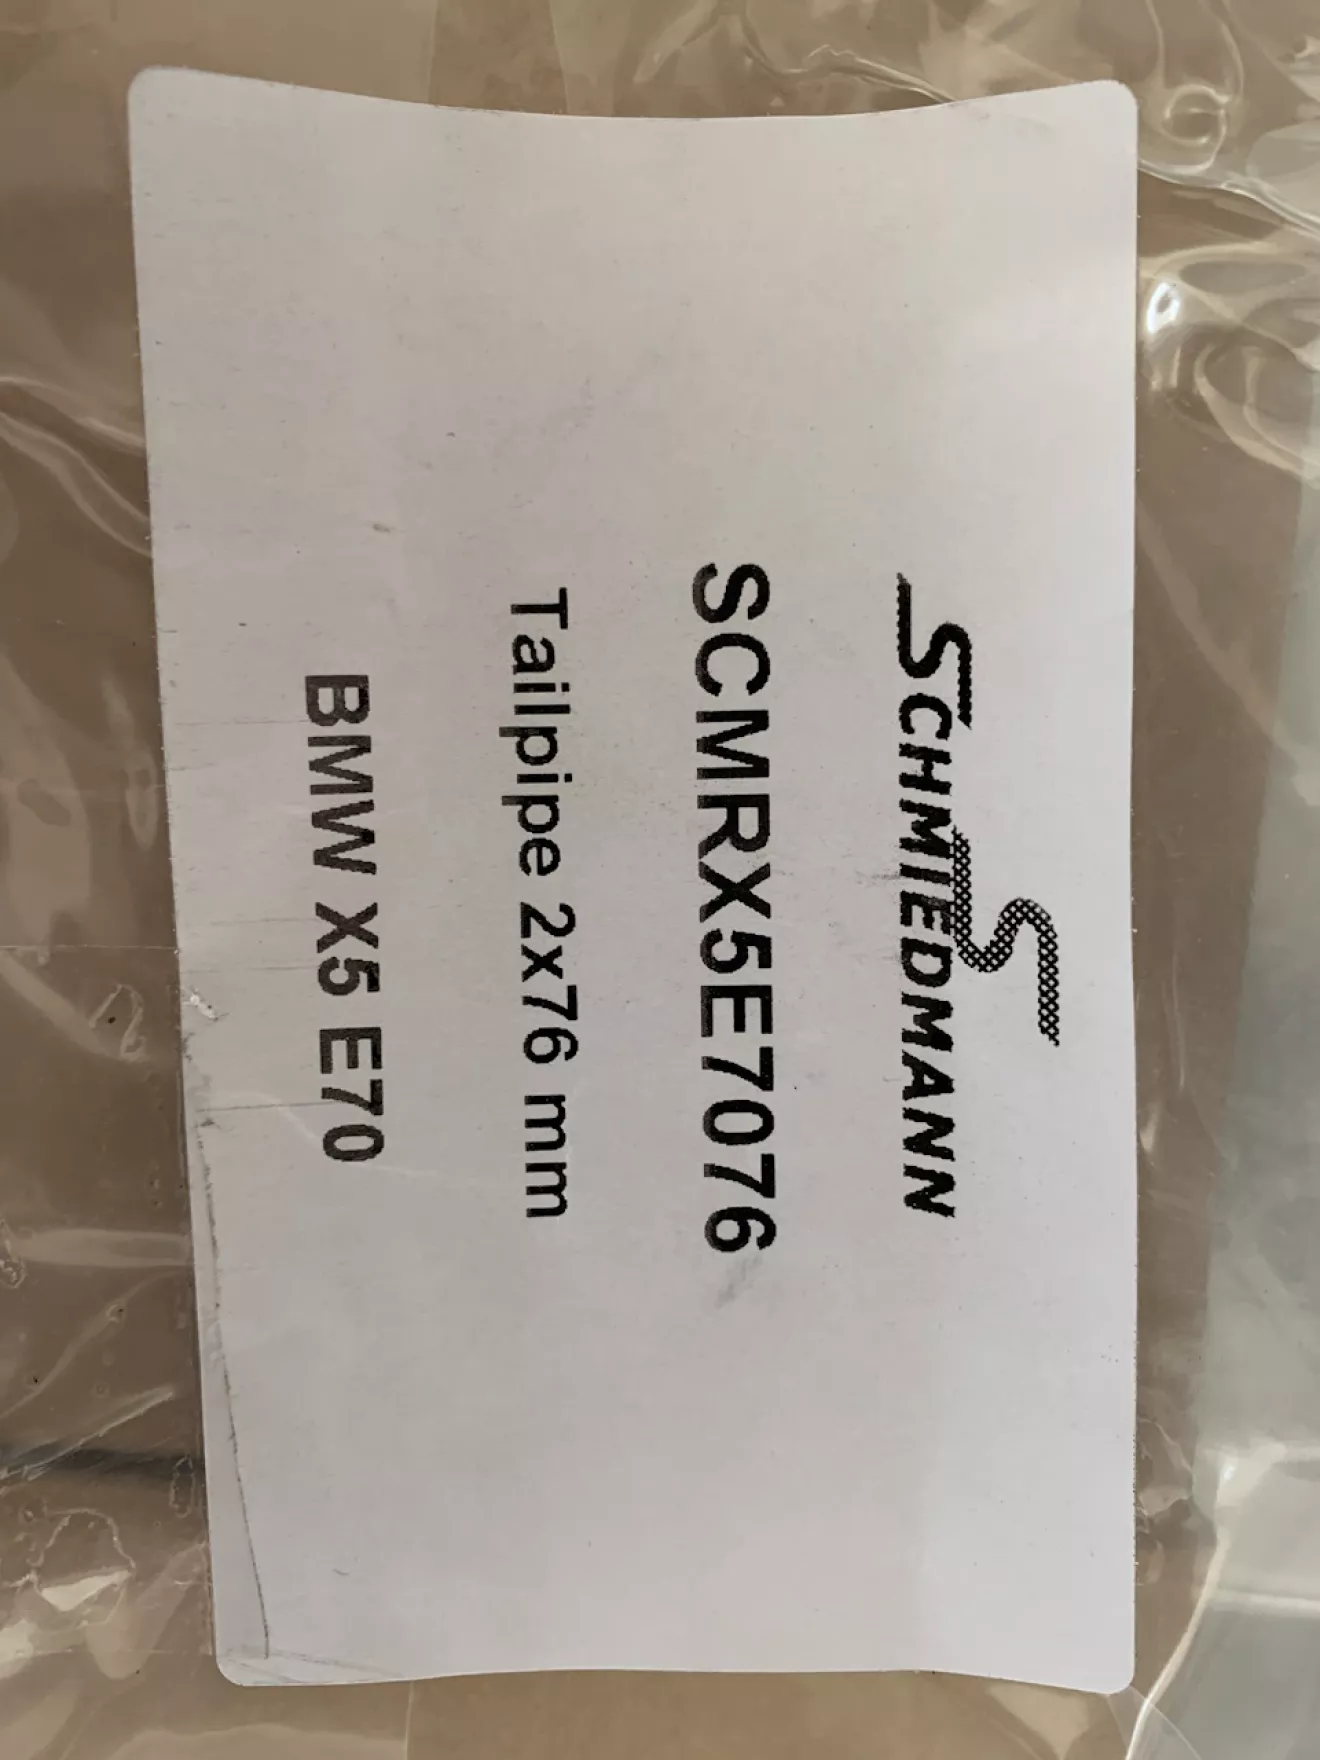 SCHMIEDMANN
SCMRX5E7076
Tailpipe 2x76 mm
BMW X5 E70